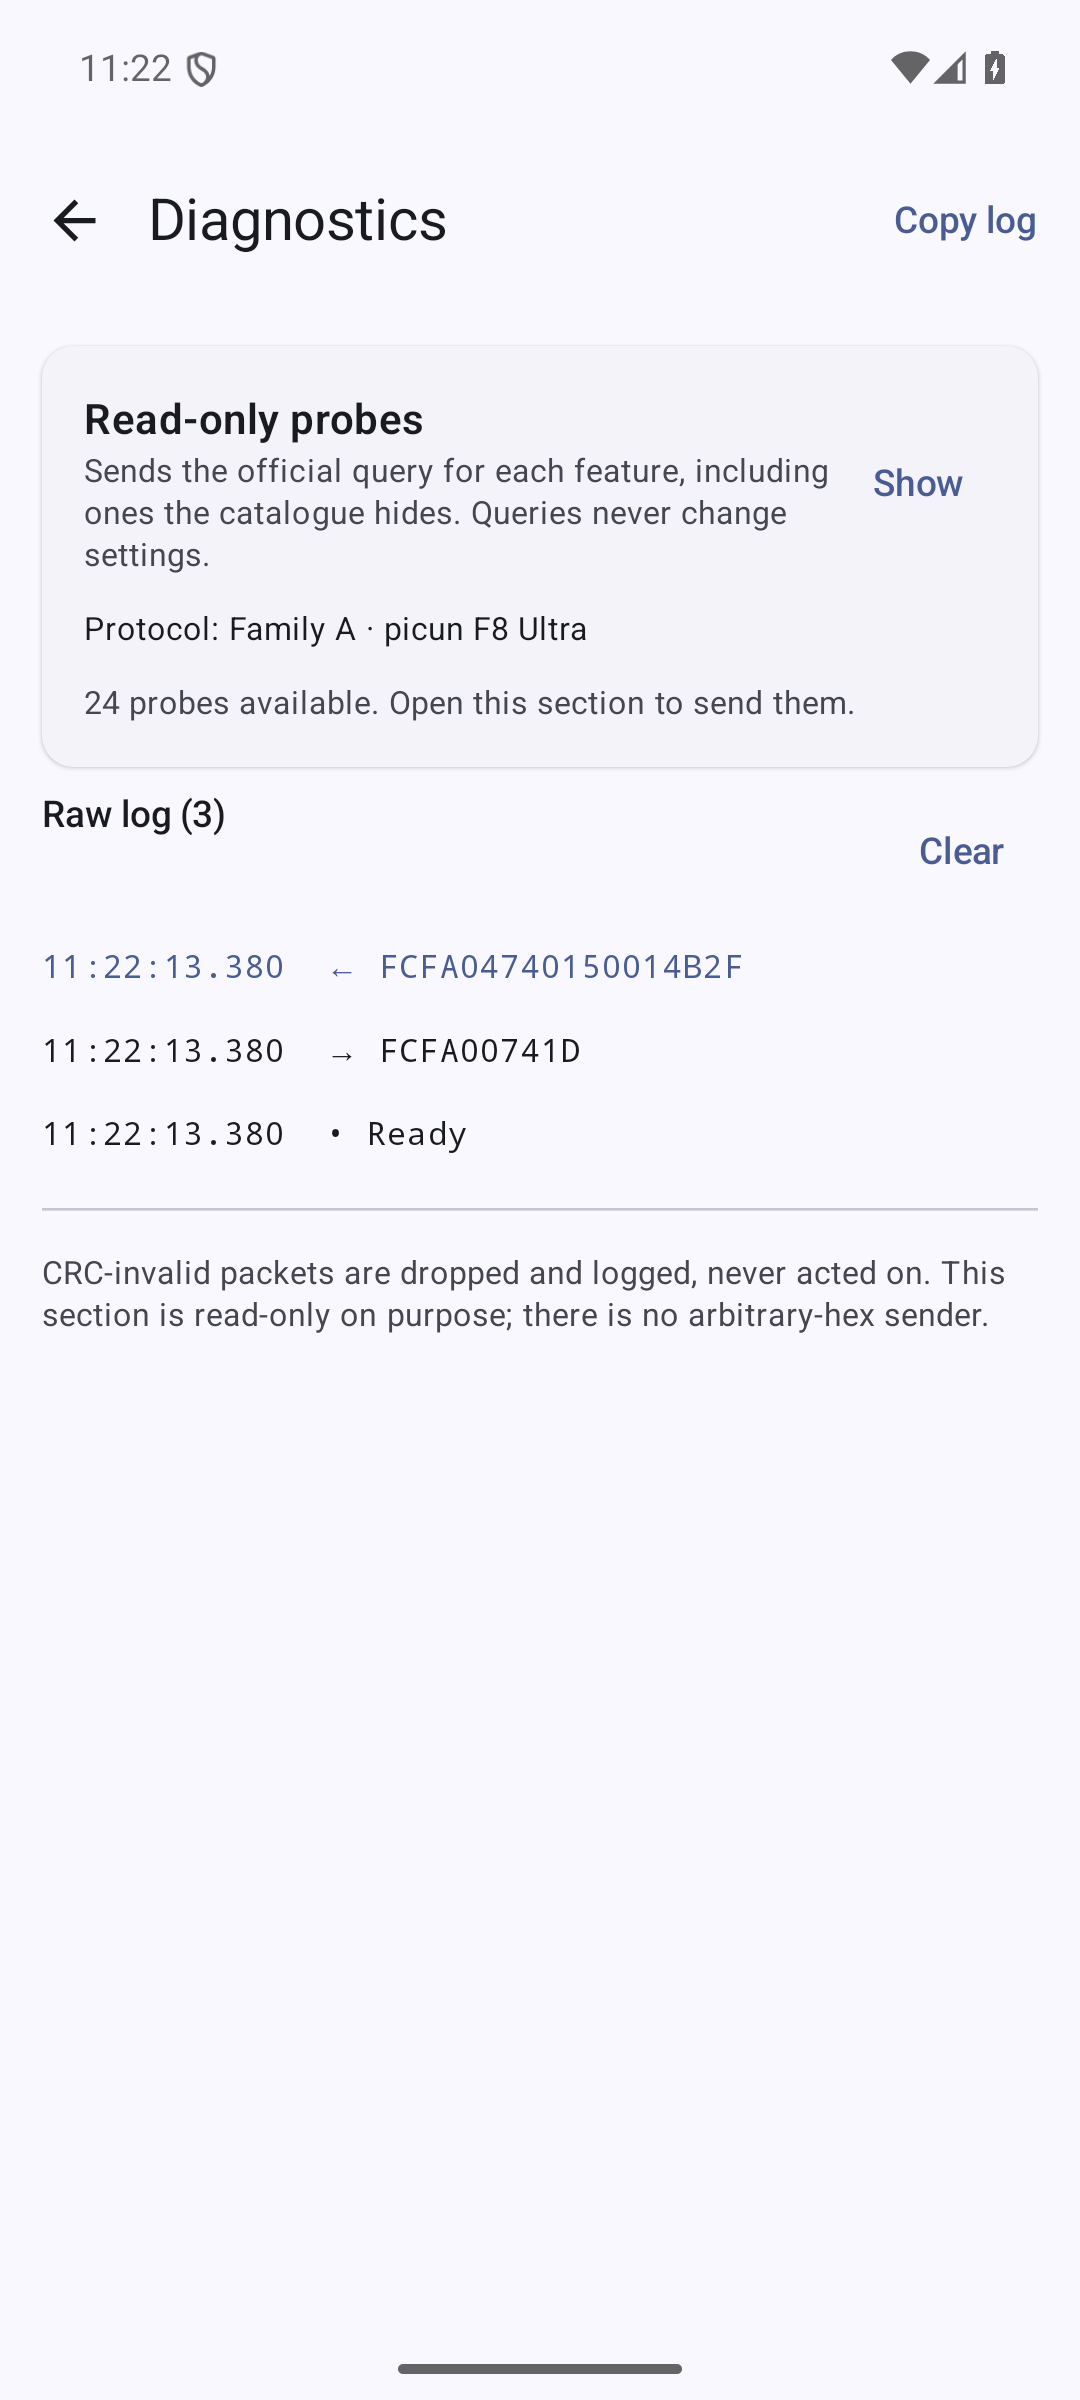 11:22
Diagnostics
Copy log
Read-only probes
Sends the official query for each feature, including
ones the catalogue hides. Queries never change
settings.
Show
Protocol: Family A · picun F8 Ultra
24 probes available. Open this section to send them.
Raw log (3)
Clear
11:22:13.380 ← FCFA04740150014B2F
11:22:13.380 → FCFA00741D
11:22:13.380 • Ready
CRC-invalid packets are dropped and logged, never acted on. This
section is read-only on purpose; there is no arbitrary-hex sender.